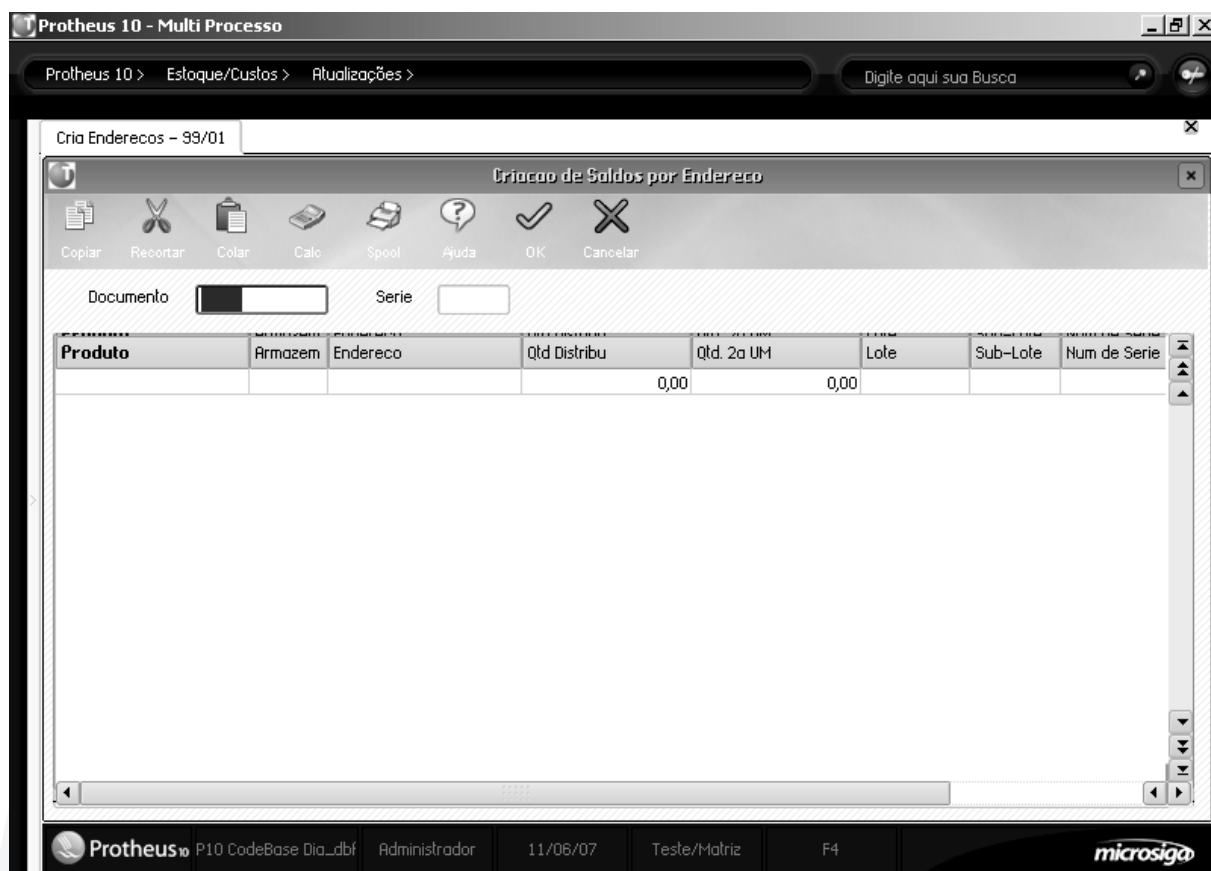 Protheus 10 - Multi Processo
Protheus 10 > Estoque/Custos > Atualizações > Digite aqui sua Busca
Cria Enderecos - 99/01
Criacao de Saldos por Endereco
Copiar Recortar Colar Calc Spool Ajuda OK Cancelar
Documento Serie
Produto Armazem Endereco Qtd Distribu Qtd. 2a UM Lote Sub-Lote Num de Serie
0,00 0,00
Protheus 10 P10 CodeBase Dia_dbf Administrador 11/06/07 Teste/Matriz F4 microsiga